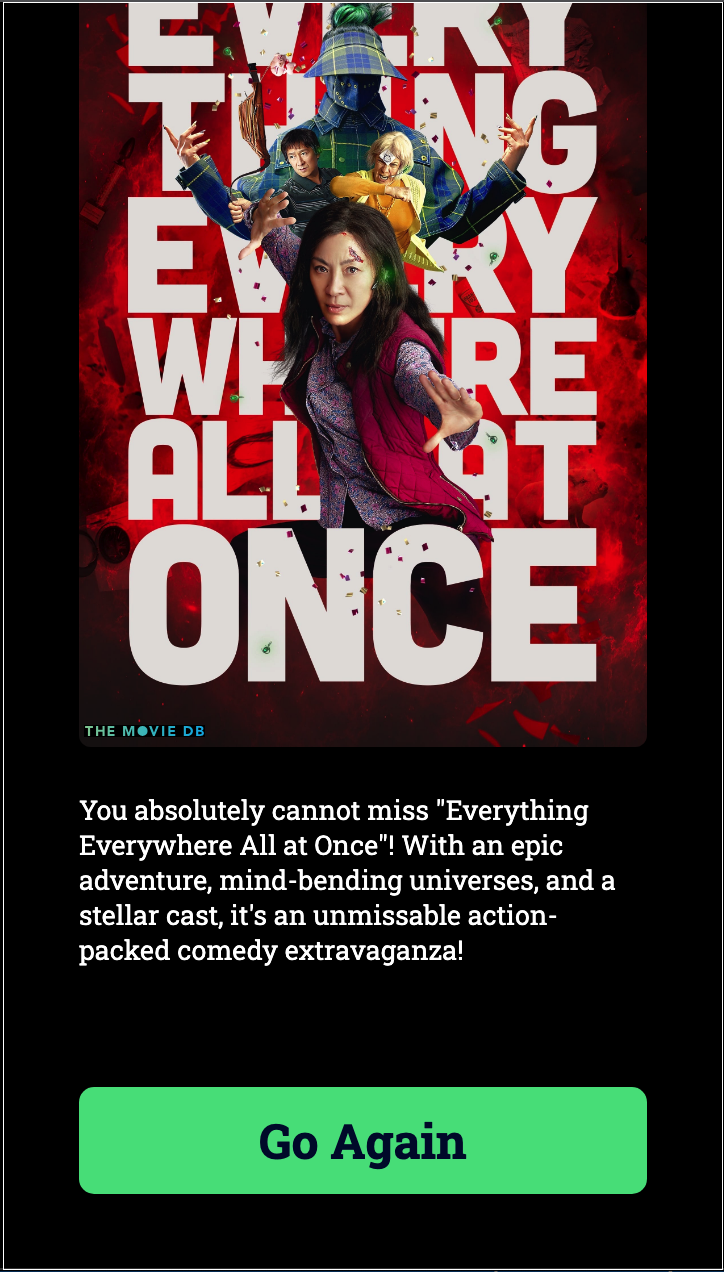 EVERY
THING
EVERY
WHERE
ALL AT
ONCE
THE MOVIE DB
You absolutely cannot miss "Everything
Everywhere All at Once"! With an epic
adventure, mind-bending universes, and a
stellar cast, it's an unmissable action-
packed comedy extravaganza!
Go Again